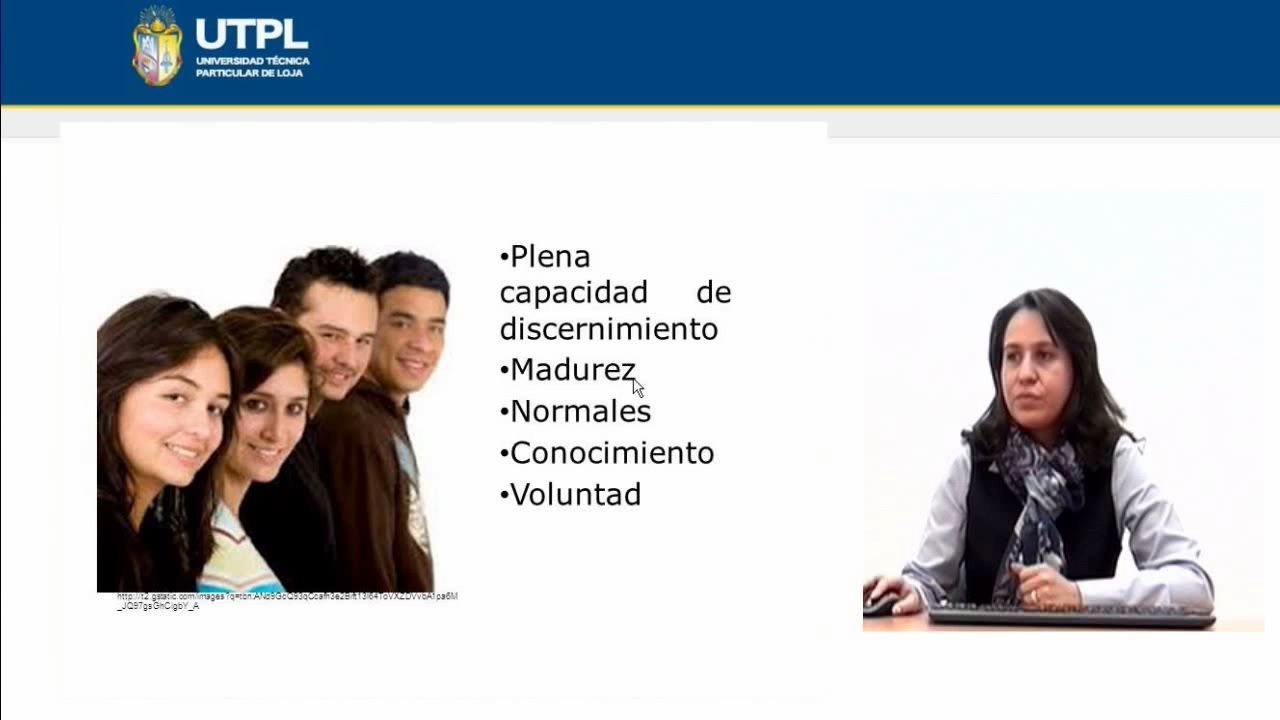 UTPL
UNIVERSIDAD TÉCNICA
PARTICULAR DE LOJA
•Plena
capacidad de
discernimiento
•Madurez
•Normales
•Conocimiento
•Voluntad